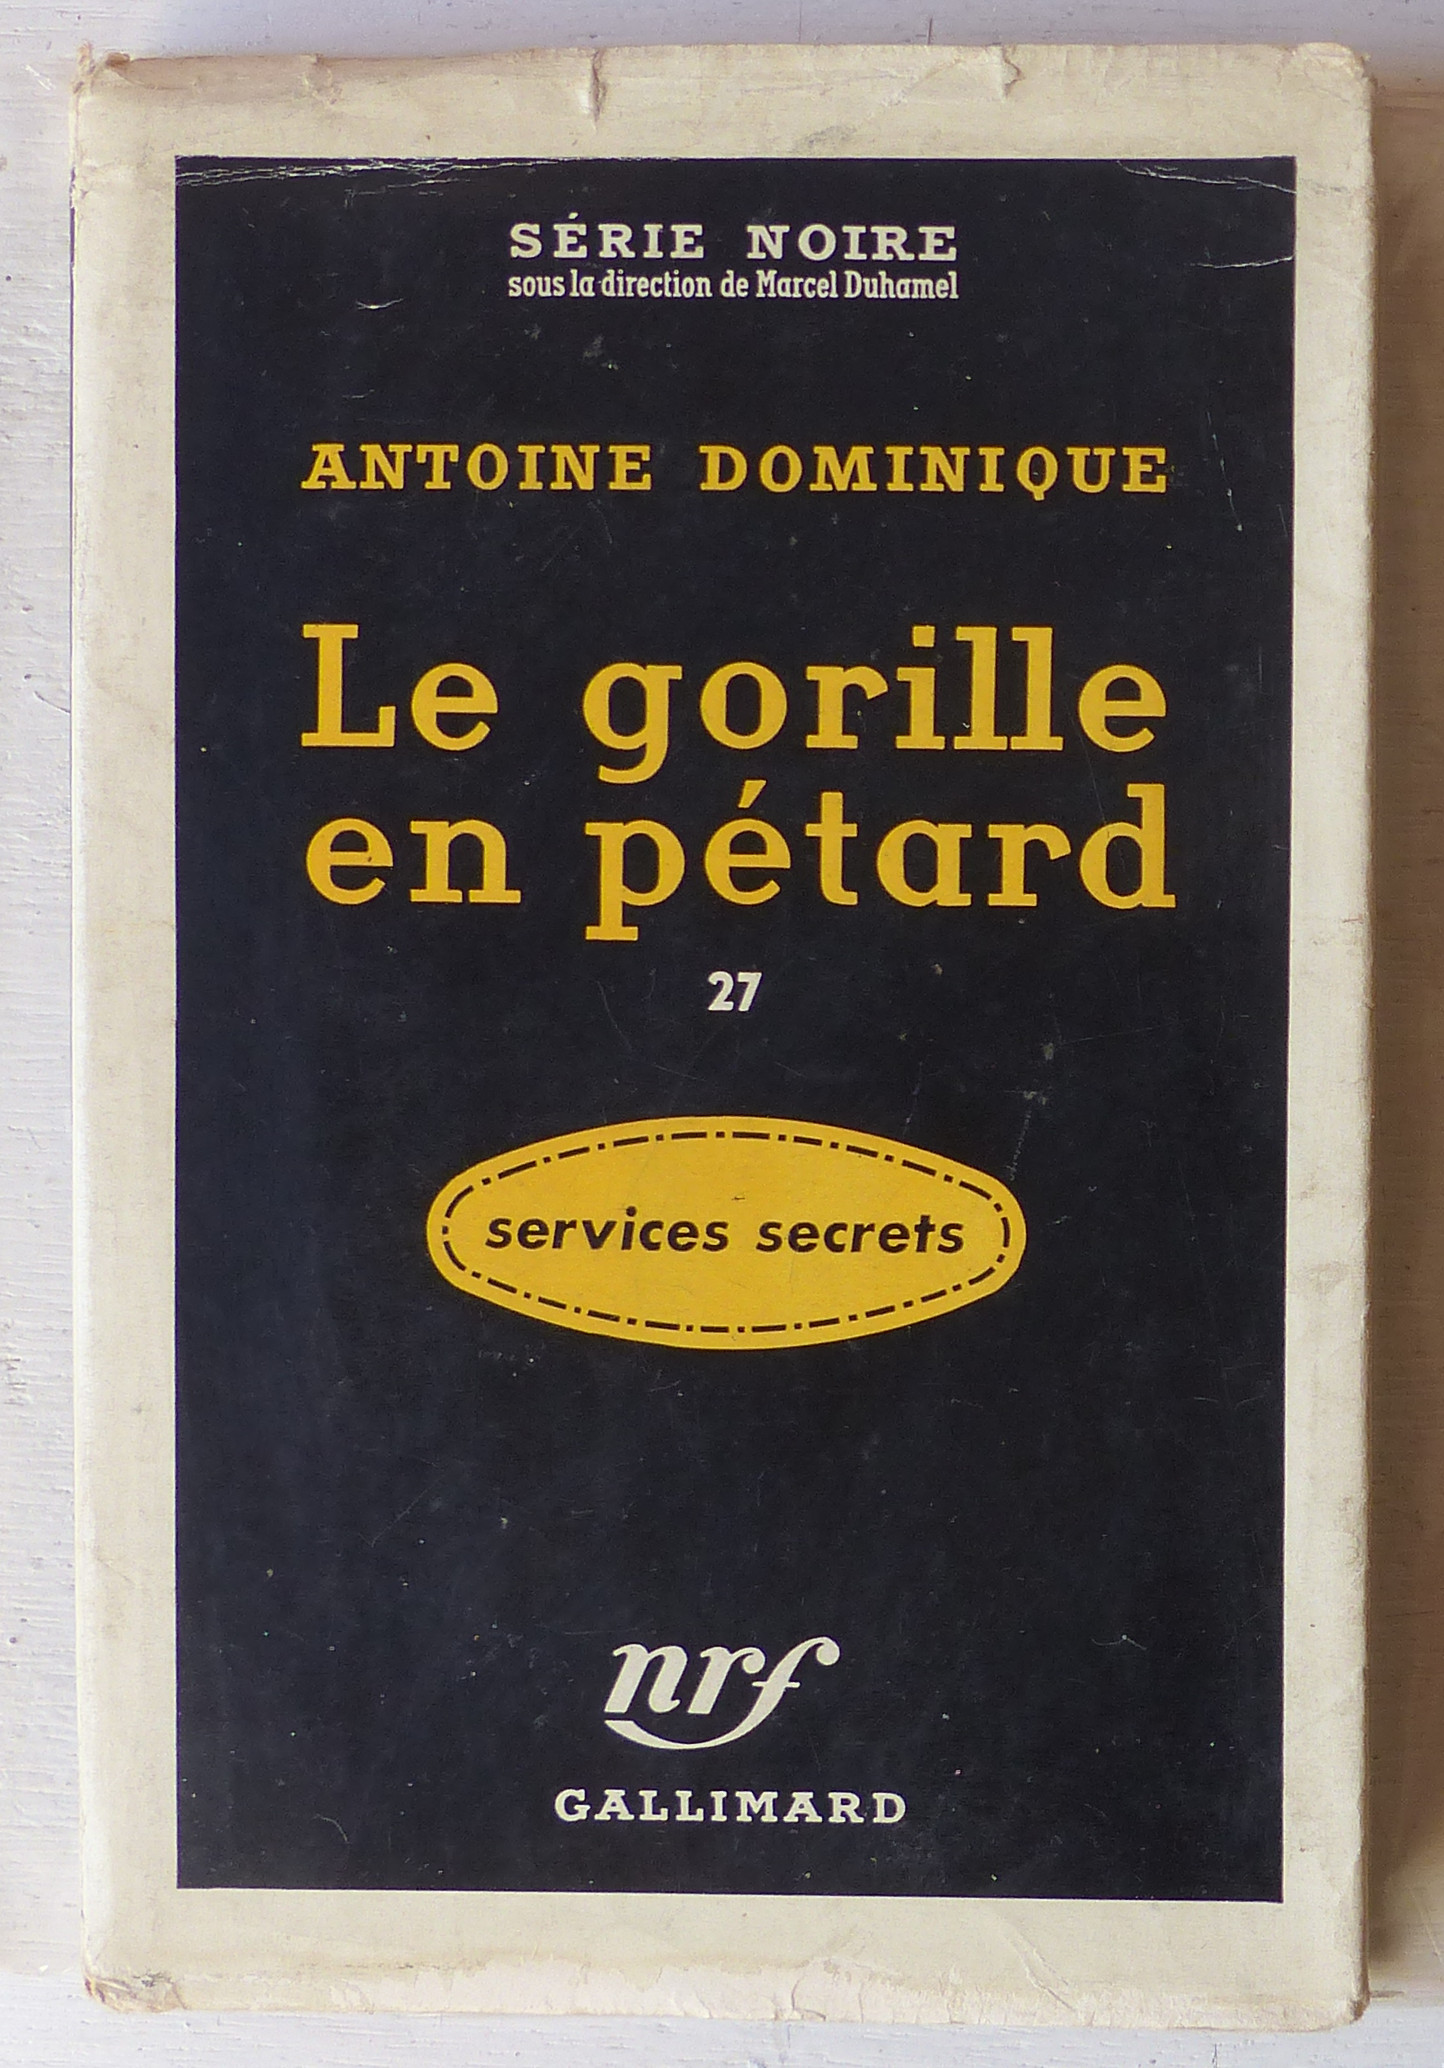 SÉRIE NOIRE
sous la direction de Marcel Duhamel
ANTOINE DOMINIQUE
Le gorille
en pétard
27
services secrets
nrf
GALLIMARD